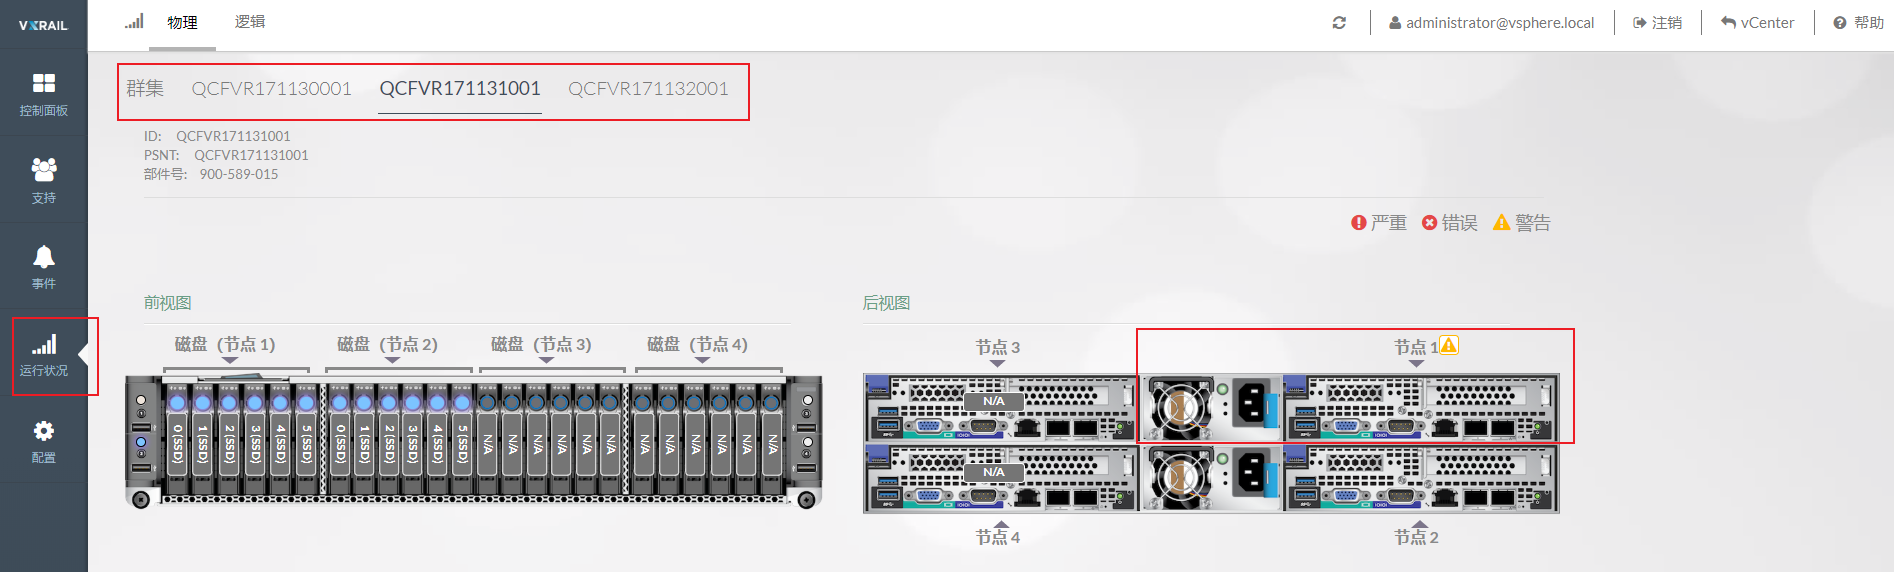 VXRAIL
物理
逻辑
administrator@vsphere.local
注销
vCenter
帮助
控制面板
支持
事件
运行状况
配置
群集
QCFVR171130001
QCFVR171131001
QCFVR171132001
ID: QCFVR171131001
PSNT: QCFVR171131001
部件号: 900-589-015
严重
错误
警告
前视图
磁盘 (节点 1)
磁盘 (节点 2)
磁盘 (节点 3)
磁盘 (节点 4)
0(SSD)
1(SSD)
2(SSD)
3(SSD)
4(SSD)
5(SSD)
0(SSD)
1(SSD)
2(SSD)
3(SSD)
4(SSD)
5(SSD)
N/A
N/A
N/A
N/A
N/A
N/A
N/A
N/A
N/A
N/A
N/A
N/A
后视图
节点 3
节点 1
N/A
N/A
节点 4
节点 2